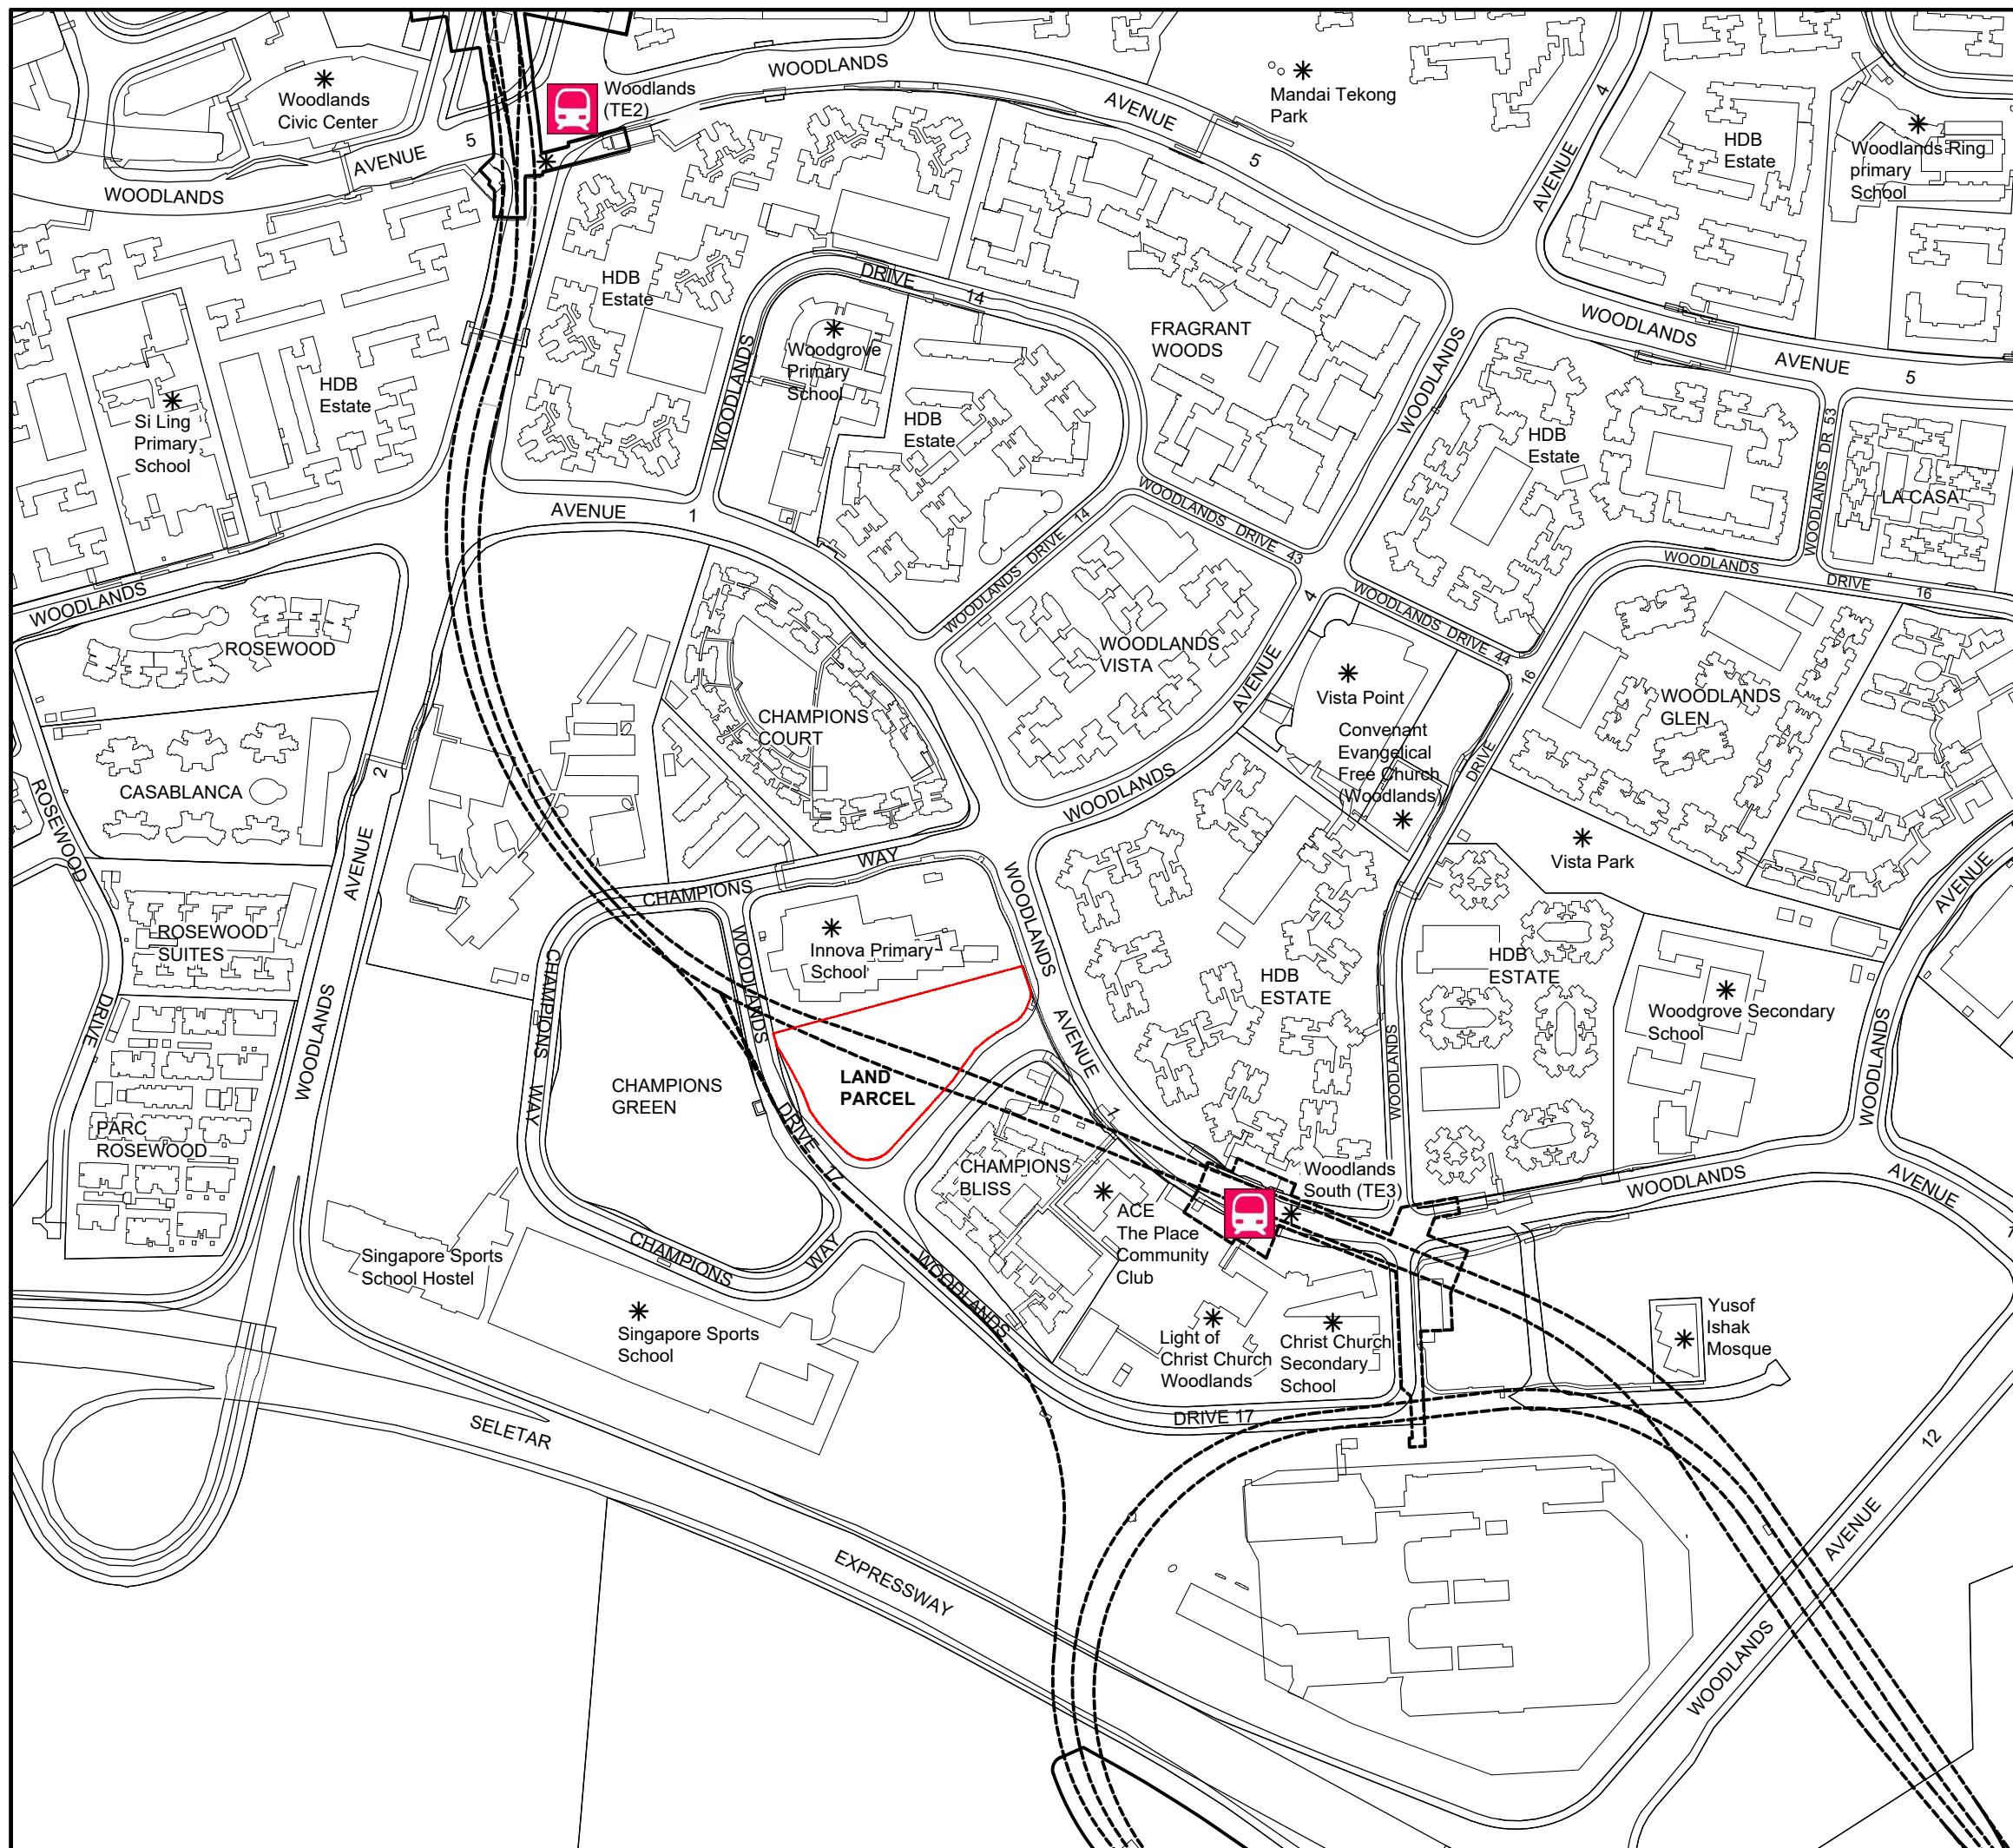 WOODLANDS
AVENUE
5
Woodlands
Civic Center
Woodlands
(TE2)
WOODLANDS
AVENUE
5
Mandai Tekong
Park
AVENUE
4
HDB
Estate
Woodlands Ring
primary
School
HDB
Estate
DRIVE
14
WOODLANDS
Woodgrove
Primary
School
HDB
Estate
FRAGRANT
WOODS
WOODLANDS
WOODLANDS
AVENUE
5
Si Ling
Primary
School
HDB
Estate
HDB
Estate
WOODLANDS DR 53
LA CASA
AVENUE
1
WOODLANDS DRIVE 14
WOODLANDS DRIVE 43
WOODLANDS
DRIVE
16
WOODLANDS
ROSEWOOD
CASABLANCA
ROSEWOOD
DRIVE
AVENUE
2
WOODLANDS
CHAMPIONS
COURT
WOODLANDS
VISTA
WOODLANDS
AVENUE
4
WOODLANDS DRIVE 44
DRIVE
16
Vista Point
Convenant
Evangelical
Free Church
(Woodlands)
WOODLANDS
GLEN
Vista Park
AVENUE
WOODLANDS
ROSEWOOD
SUITES
PARC
ROSEWOOD
CHAMPIONS
WAY
CHAMPIONS
WAY
WOODLANDS
DRIVE 17
Innova Primary
School
WOODLANDS
AVENUE
1
HDB
ESTATE
HDB
ESTATE
WOODLANDS
Woodgrove Secondary
School
CHAMPIONS
GREEN
LAND
PARCEL
CHAMPIONS
BLISS
ACE
The Place
Community
Club
Woodlands
South (TE3)
WOODLANDS
AVENUE
1
CHAMPIONS
WAY
WOODLANDS
DRIVE 17
Singapore Sports
School Hostel
Singapore Sports
School
Light of
Christ Church
Woodlands
Christ Church
Secondary
School
Yusof
Ishak
Mosque
SELETAR
EXPRESSWAY
WOODLANDS
AVENUE
12